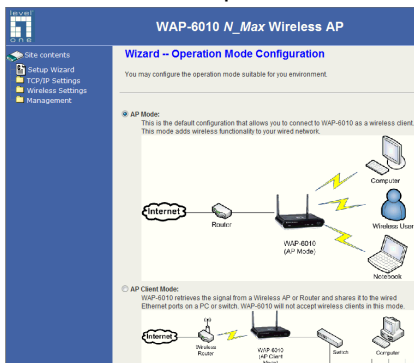 level
one
WAP-6010 N_Max Wireless AP
Site contents
Setup Wizard
TCP/IP Settings
Wireless Settings
Management
Wizard -- Operation Mode Configuration
You may configure the operation mode suitable for you environment.
AP Mode:
This is the default configuration that allows you to connect to WAP-6010 as a wireless client.
This mode adds wireless functionality to your wired network.
Internet
Router
WAP-6010
(AP Mode)
Computer
Wireless User
Notebook
AP Client Mode:
WAP-6010 retrieves the signal from a Wireless AP or Router and shares it to the wired
Ethernet ports on a PC or switch. WAP-6010 will not accept wireless clients in this mode.
Internet
Wireless
Router
WAP-6010
(AP Client
Switch
Computer